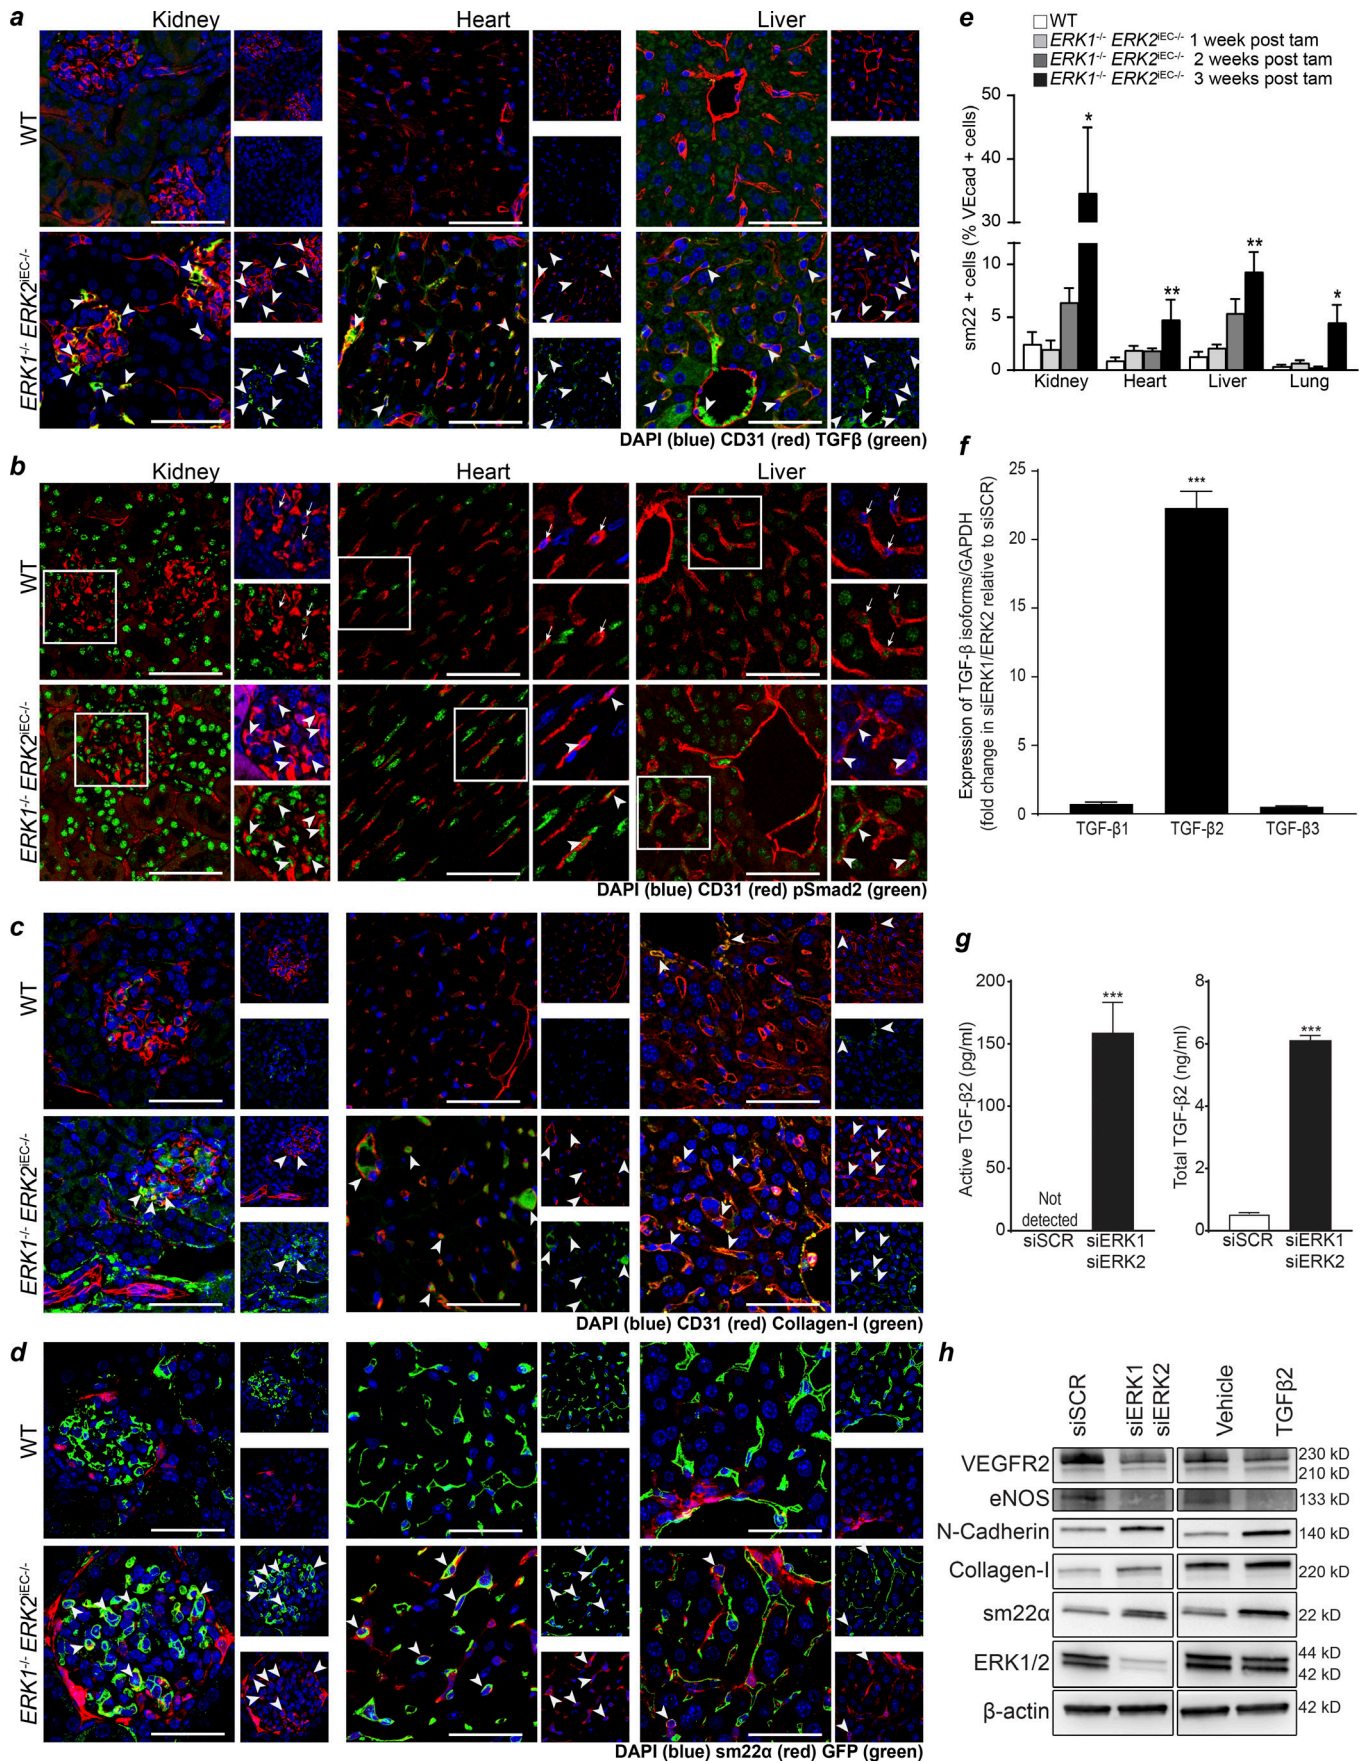 a
Kidney Heart Liver
WT
ERK1-/- ERK2iEC-/-
DAPI (blue) CD31 (red) TGFβ (green)
b
Kidney Heart Liver
WT
ERK1-/- ERK2iEC-/-
DAPI (blue) CD31 (red) pSmad2 (green)
c
WT
ERK1-/- ERK2iEC-/-
DAPI (blue) CD31 (red) Collagen-I (green)
d
WT
ERK1-/- ERK2iEC-/-
DAPI (blue) sm22α (red) GFP (green)
e
WT
ERK1-/- ERK2iEC-/- 1 week post tam
ERK1-/- ERK2iEC-/- 2 weeks post tam
ERK1-/- ERK2iEC-/- 3 weeks post tam
sm22 + cells (% VEcad + cells)
50
40
30
10
5
0
*
**
**
*
Kidney Heart Liver Lung
f
Expression of TGF-β isoforms/GAPDH
(fold change in siERK1/ERK2 relative to siSCR)
25
20
15
10
5
0
***
TGF-β1 TGF-β2 TGF-β3
g
Active TGF-β2 (pg/ml)
200
150
100
50
0
***
Not
detected
siSCR siERK1
siERK2
Total TGF-β2 (ng/ml)
8
6
4
2
0
***
siSCR siERK1
siERK2
h
siSCR
siERK1
siERK2
Vehicle
TGFβ2
VEGFR2 230 kD
210 kD
eNOS 133 kD
N-Cadherin 140 kD
Collagen-I 220 kD
sm22α 22 kD
ERK1/2 44 kD
42 kD
β-actin 42 kD